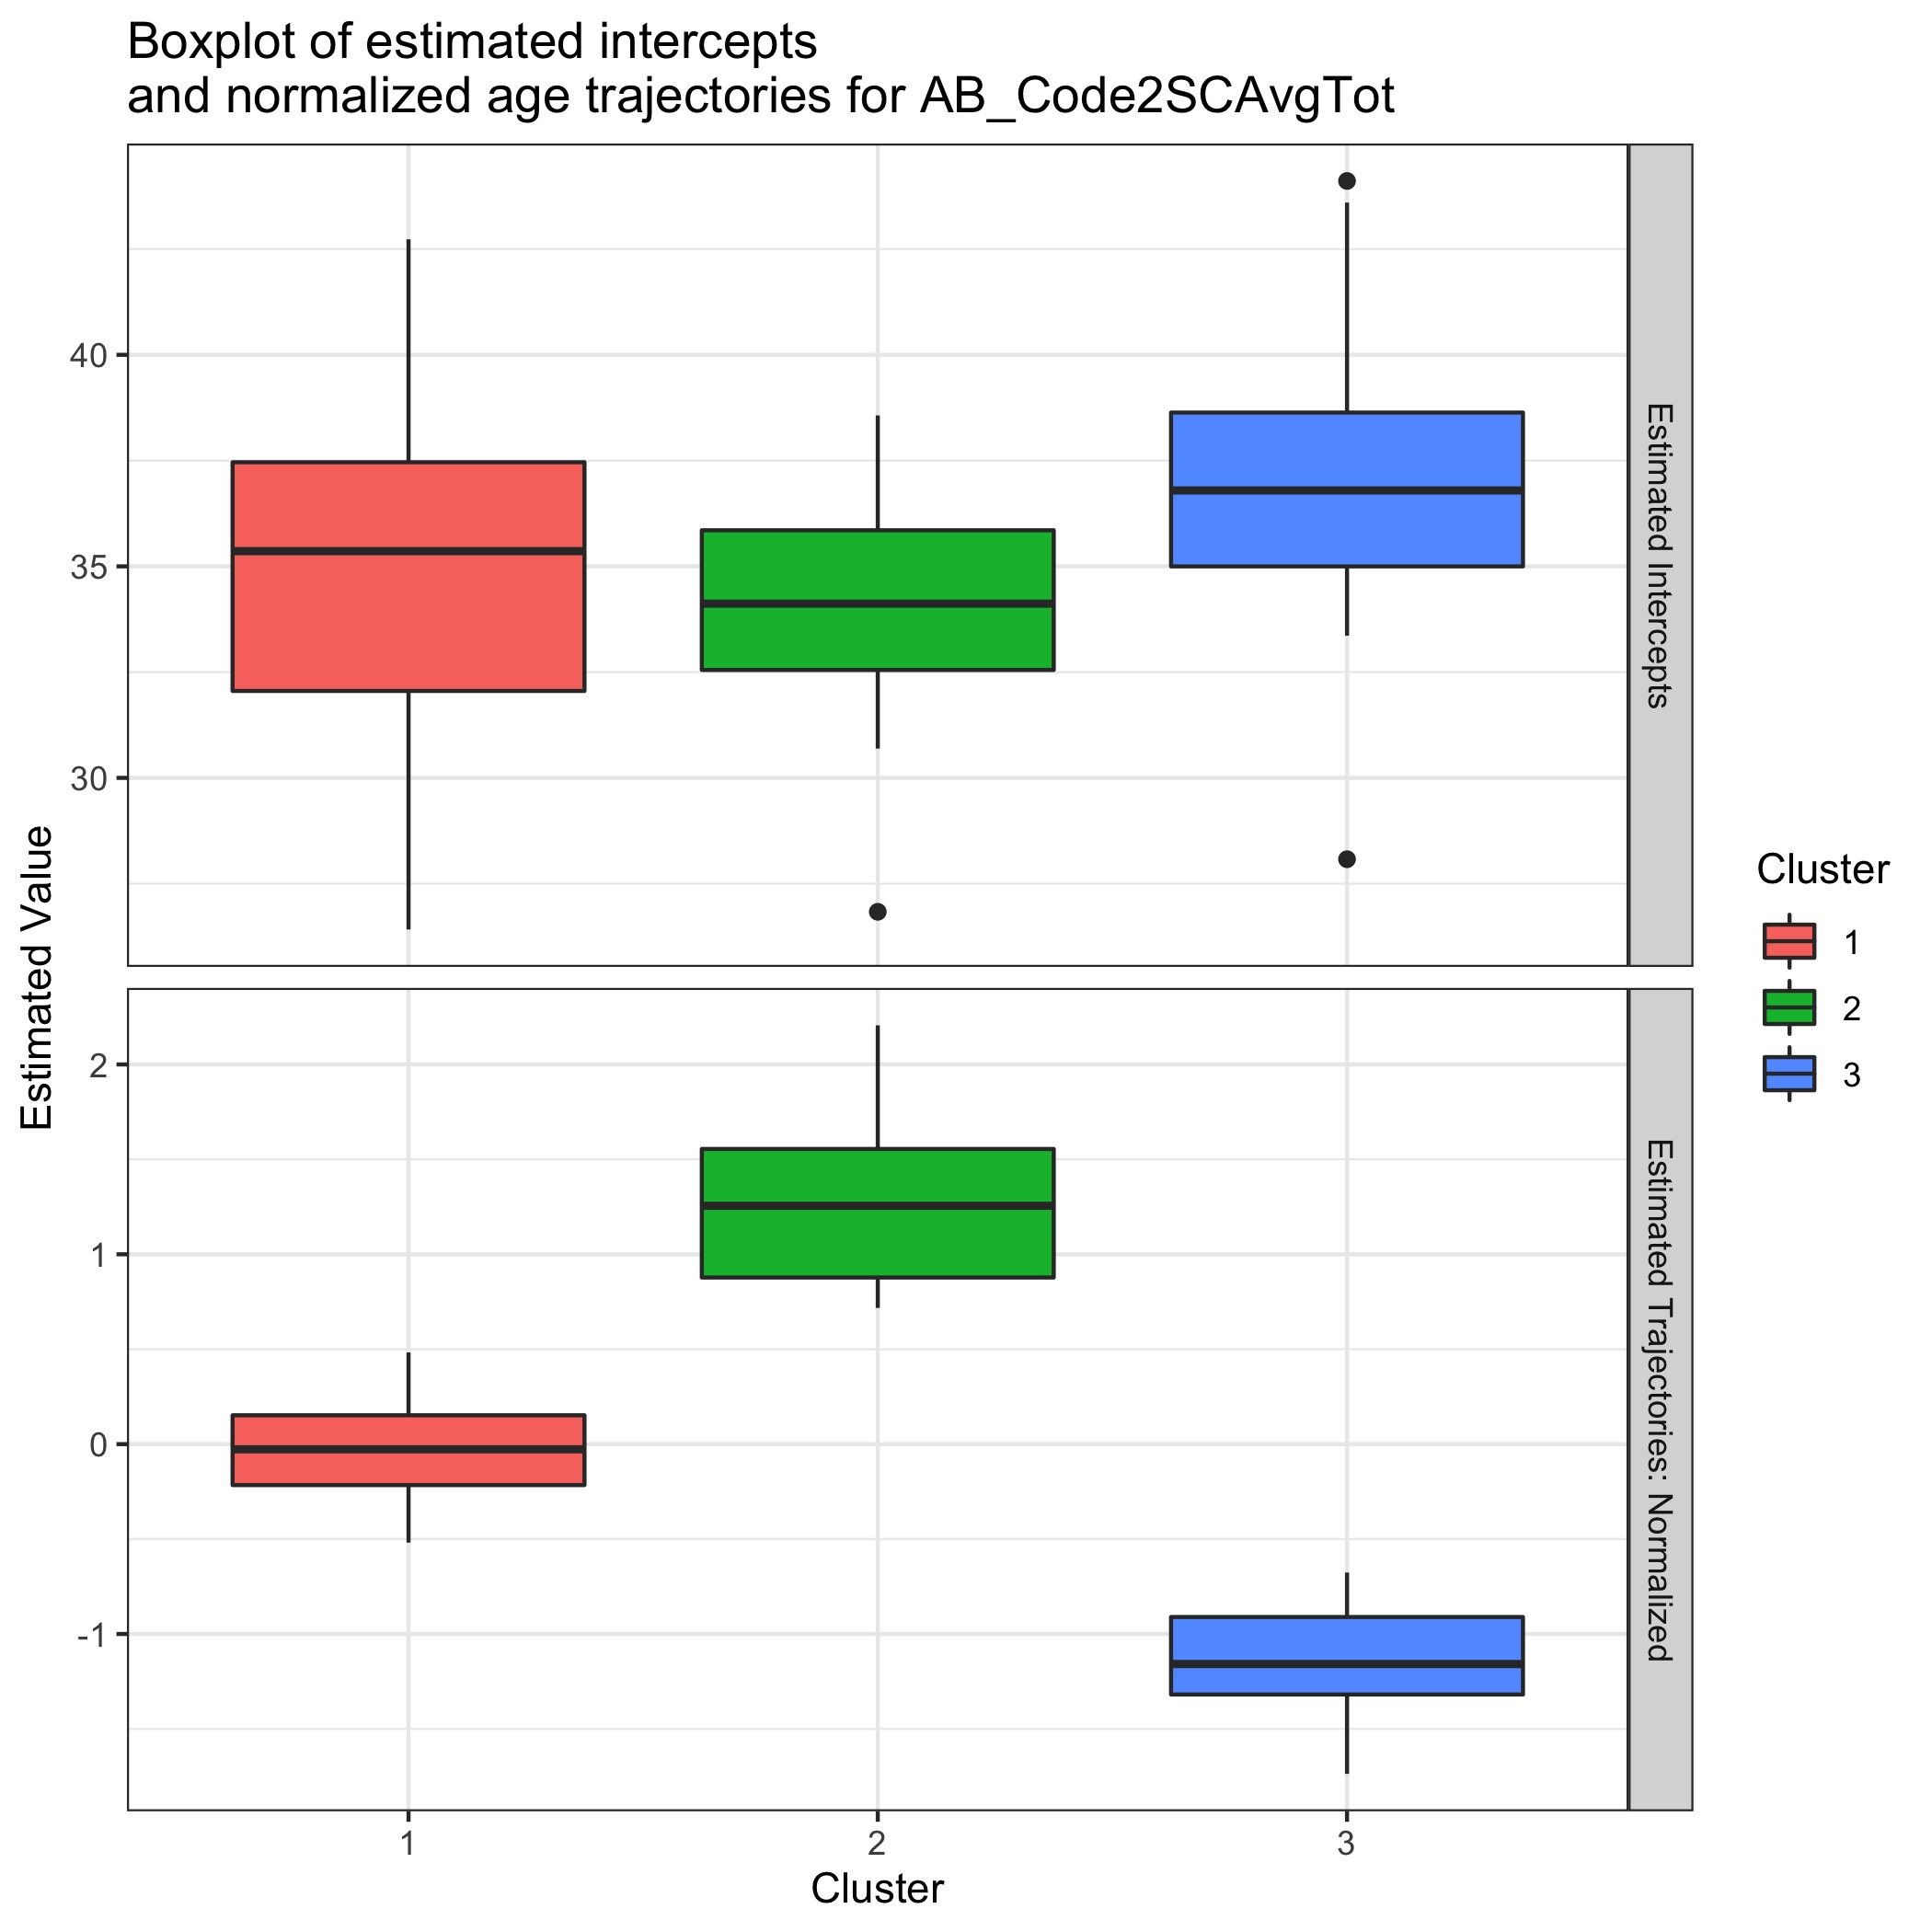 Boxplot of estimated intercepts
and normalized age trajectories for AB_Code2SCAvgTot
Estimated Value
40
35
30
Estimated Intercepts
2
1
0
-1
Estimated Trajectories: Normalized
1
2
3
Cluster
Cluster
1
2
3